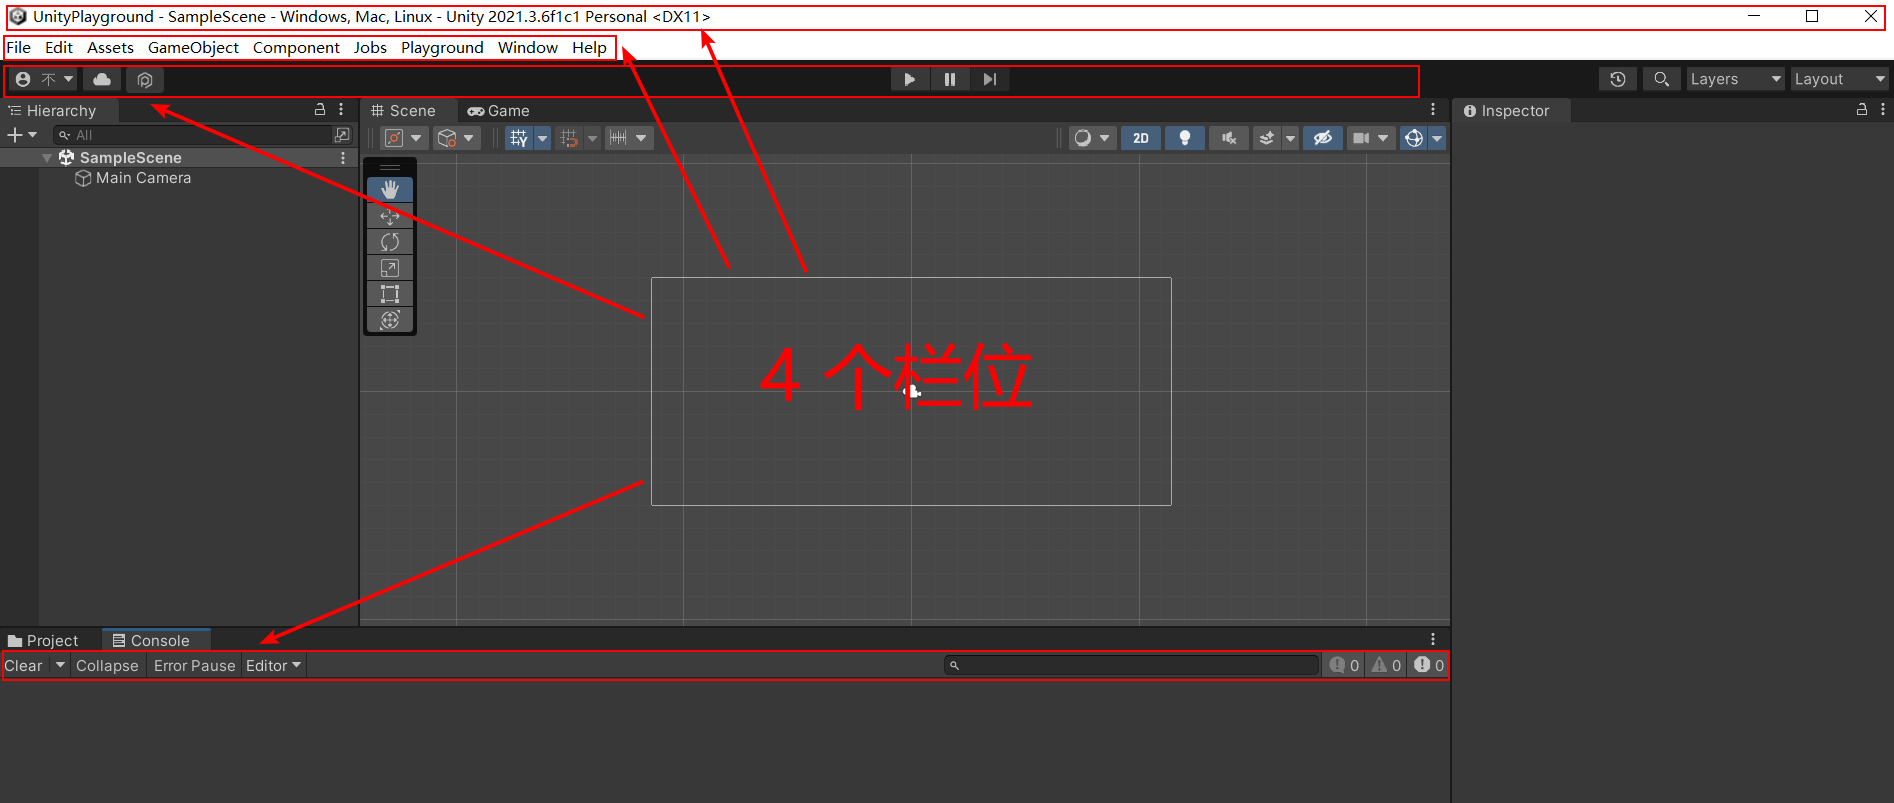 UnityPlayground - SampleScene - Windows, Mac, Linux - Unity 2021.3.6f1c1 Personal <DX11>
File Edit Assets GameObject Component Jobs Playground Window Help
不 Layers Layout
Hierarchy
Scene Game
Inspector
All
2D
SampleScene
Main Camera
4 个栏位
Project Console
Clear Collapse Error Pause Editor 0 0 0